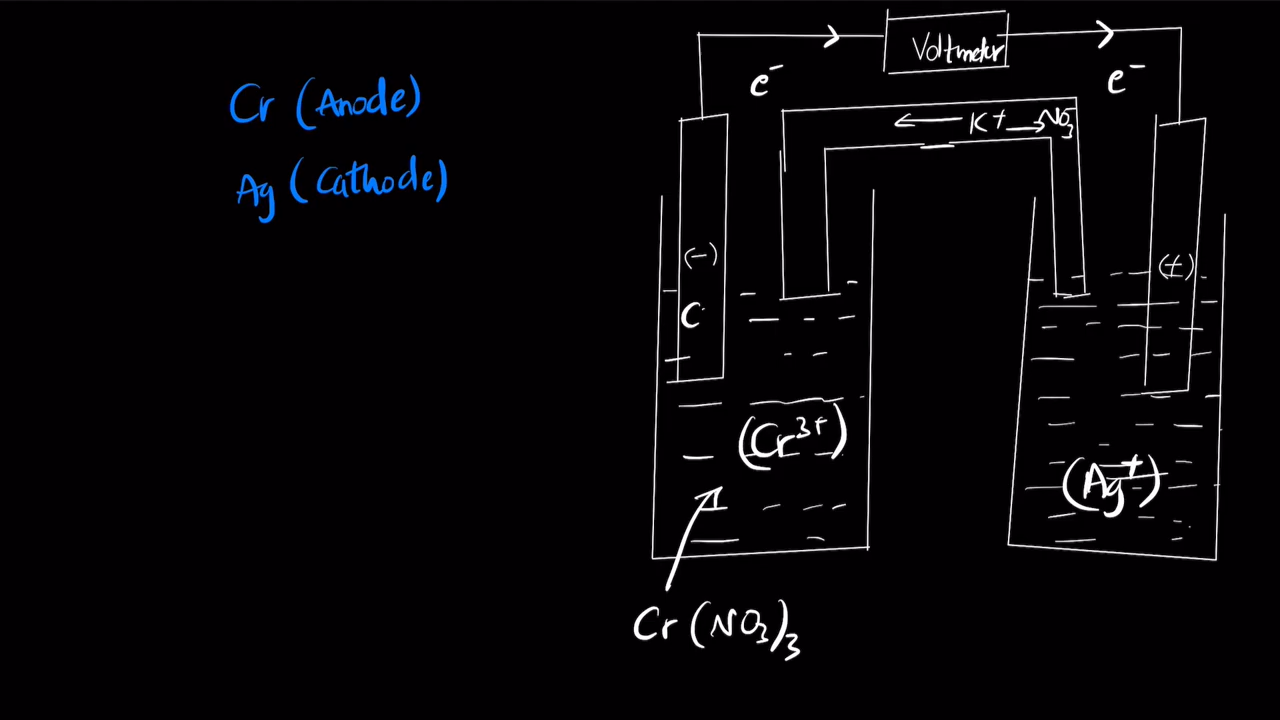 Cr (Anode)
Ag (Cathode)
Voltmeter
e⁻
e⁻
K+
NO₃
(-)
C
(+)
(Cr³⁺)
(Ag⁺)
Cr(NO₃)₃